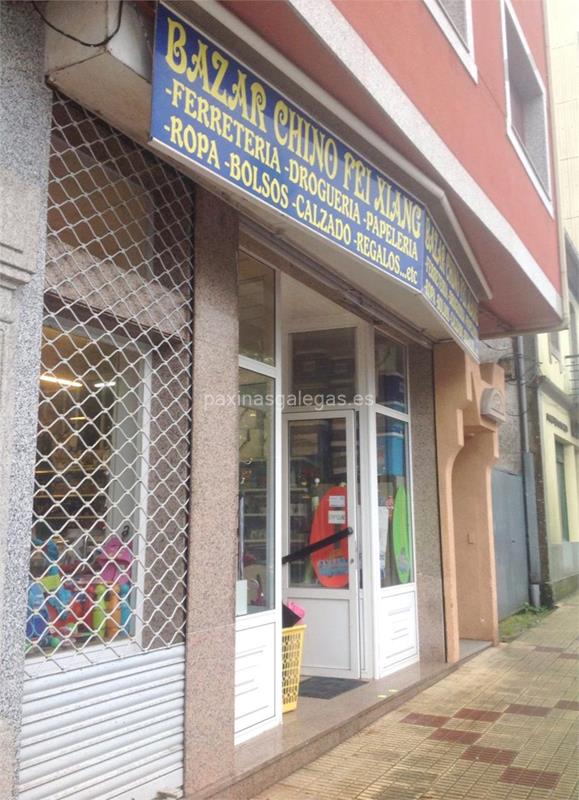 BAZAR CHINO FEI XIANG
-FERRETERIA -DROGUERIA -PAPELERIA
-ROPA -BOLSOS -CALZADO -REGALOS...etc
paxinasgalegas.es